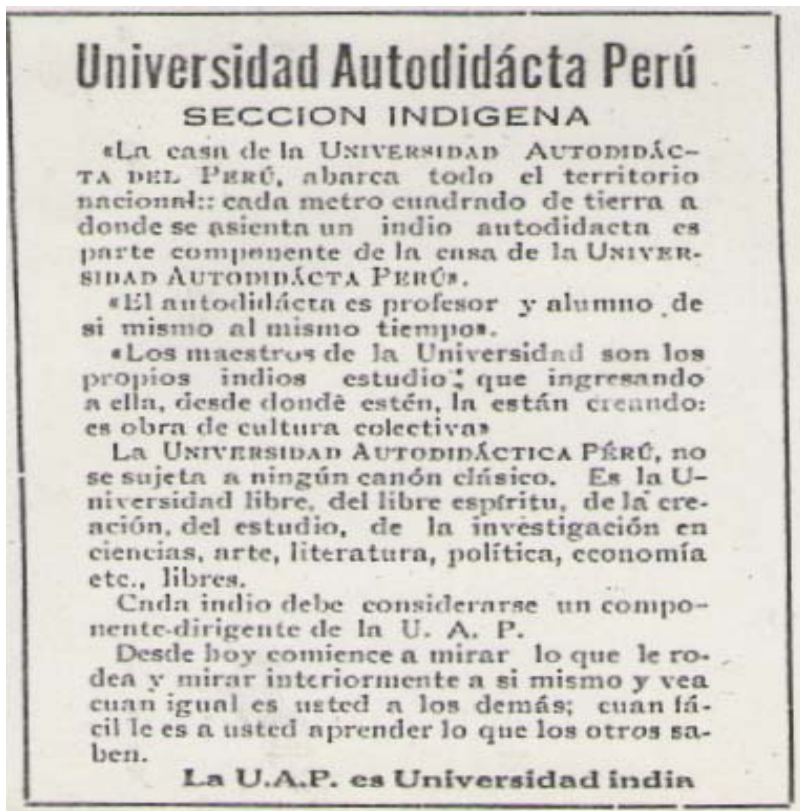 Universidad Autodidácta Perú
SECCION INDIGENA
«La casa de la UNIVERSIDAD AUTODIDÁC-
TA DEL PERÚ, abarca todo el territorio
nacional:: cada metro cuadrado de tierra a
donde se asienta un indio autodidacta es
parte componente de la casa de la UNIVER-
SIDAD AUTODIDÁCTA PERÚ».
«El autodidácta es profesor y alumno de
si mismo al mismo tiempo».
«Los maestros de la Universidad son los
propios indios estudio; que ingresando
a ella, desde dondè estén, la están creando:
es obra de cultura colectiva»
La UNIVERSIDAD AUTODIDÁCTICA PÉRÚ, no
se sujeta a ningún canón clásico. Es la U-
niversidad libre, del libre espíritu, de la cre-
ación, del estudio, de la investigación en
ciencias, arte, literatura, política, economía
etc., libres.
Cada indio debe considerarse un compo-
nente-dirigente de la U. A. P.
Desde hoy comience a mirar lo que le ro-
dea y mirar interiormente a si mismo y vea
cuan igual es usted a los demás; cuan fá-
cil le es a usted aprender lo que los otros sa-
ben.
La U.A.P. es Universidad india